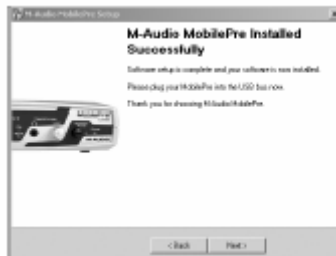 M-Audio MobilePre Setup
M-Audio MobilePre Installed
Successfully
Software setup is complete and your software is now installed.
Please plug your MobilePre into the USB bus now.
Thank you for choosing M-Audio MobilePre.
< Back
Next >